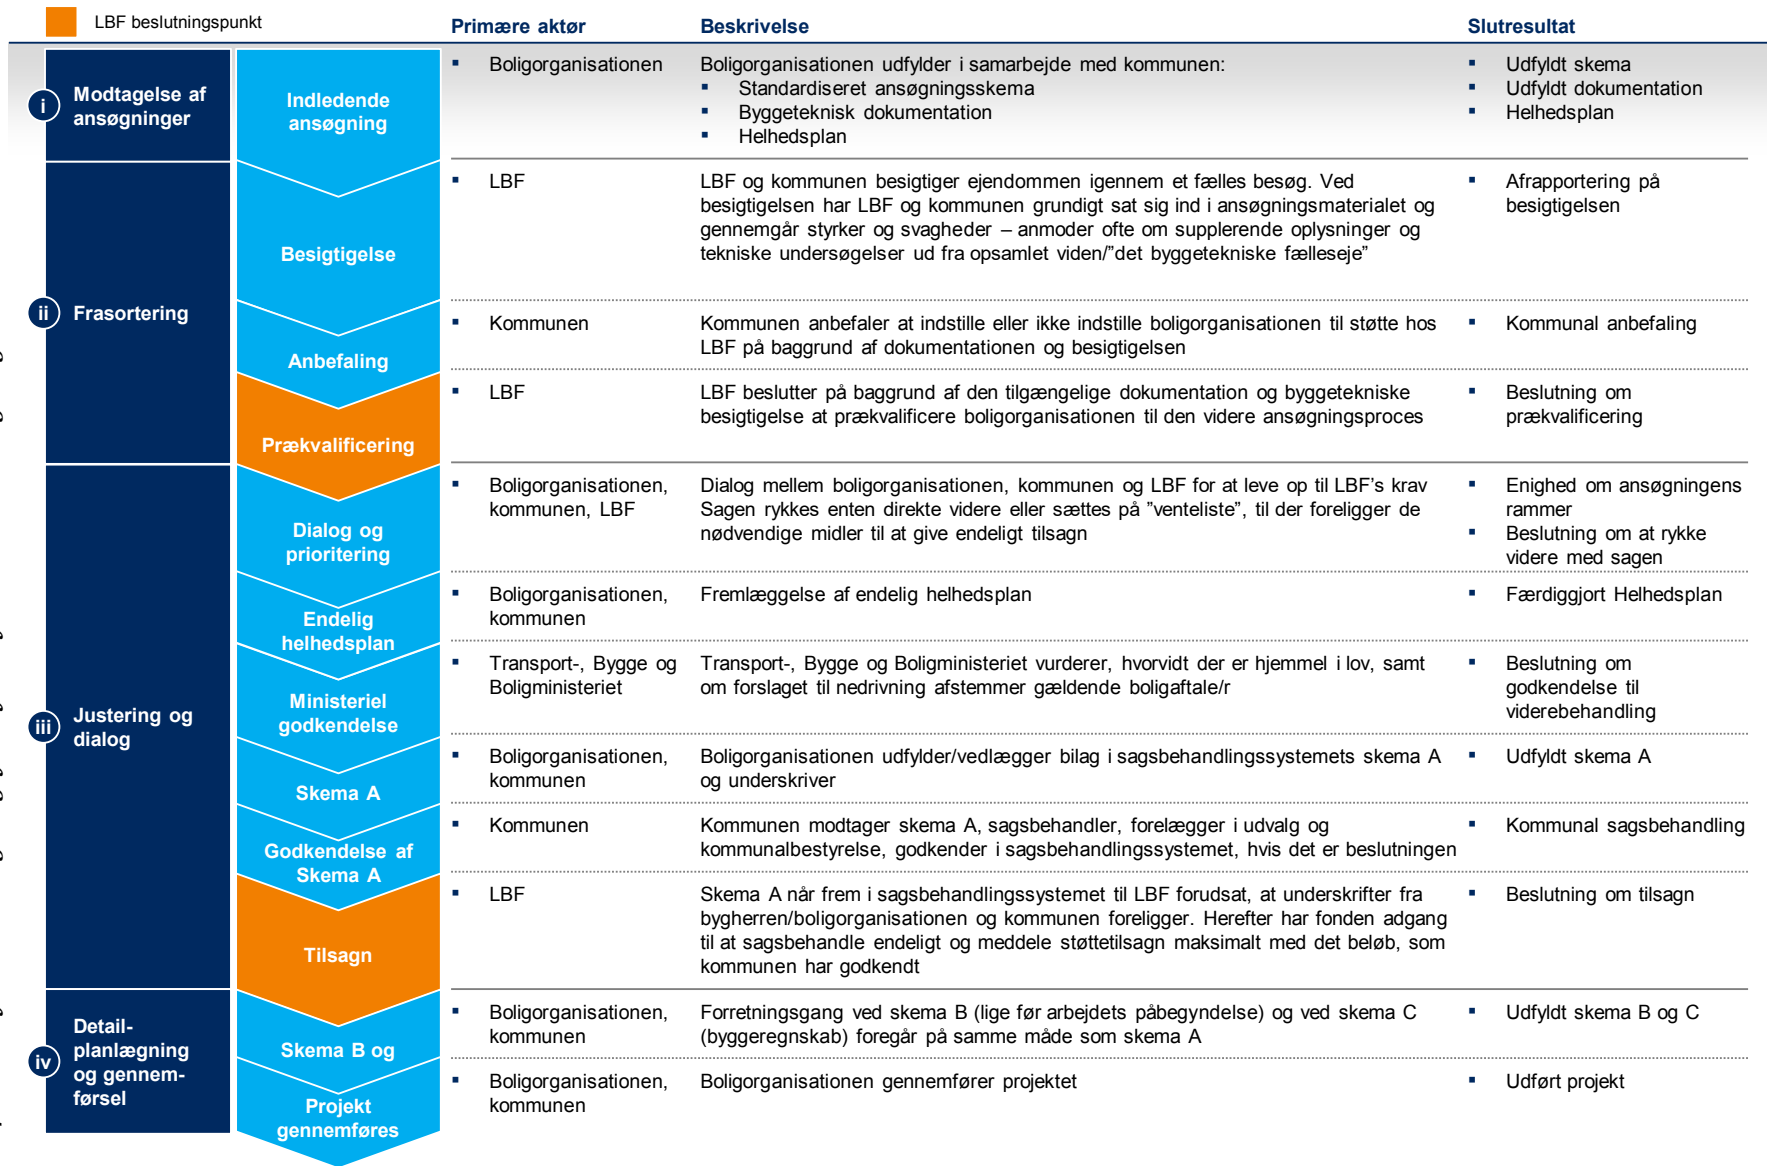 LBF beslutningspunkt
Primære aktør
Beskrivelse
Slutresultat
i
Modtagelse af
ansøgninger
Indledende
ansøgning
▪ Boligorganisationen
Boligorganisationen udfylder i samarbejde med kommunen:
▪ Standardiseret ansøgningsskema
▪ Byggeteknisk dokumentation
▪ Helhedsplan
▪ Udfyldt skema
▪ Udfyldt dokumentation
▪ Helhedsplan
ii
Frasortering
Besigtigelse
▪ LBF
LBF og kommunen besigtiger ejendommen igennem et fælles besøg. Ved
besigtigelsen har LBF og kommunen grundigt sat sig ind i ansøgningsmaterialet og
gennemgår styrker og svagheder – anmoder ofte om supplerende oplysninger og
tekniske undersøgelser ud fra opsamlet viden/”det byggetekniske fælleseje”
▪ Afrapportering på
besigtigelsen
Anbefaling
▪ Kommunen
Kommunen anbefaler at indstille eller ikke indstille boligorganisationen til støtte hos
LBF på baggrund af dokumentationen og besigtigelsen
▪ Kommunal anbefaling
Prækvalificering
▪ LBF
LBF beslutter på baggrund af den tilgængelige dokumentation og byggetekniske
besigtigelse at prækvalificere boligorganisationen til den videre ansøgningsproces
▪ Beslutning om
prækvalificering
iii
Justering og
dialog
Dialog og
prioritering
▪ Boligorganisationen,
kommunen, LBF
Dialog mellem boligorganisationen, kommunen og LBF for at leve op til LBF’s krav
Sagen rykkes enten direkte videre eller sættes på ”venteliste”, til der foreligger de
nødvendige midler til at give endeligt tilsagn
▪ Enighed om ansøgningens
rammer
▪ Beslutning om at rykke
videre med sagen
Endelig
helhedsplan
▪ Boligorganisationen,
kommunen
Fremlæggelse af endelig helhedsplan
▪ Færdiggjort Helhedsplan
Ministeriel
godkendelse
▪ Transport-, Bygge og
Boligministeriet
Transport-, Bygge og Boligministeriet vurderer, hvorvidt der er hjemmel i lov, samt
om forslaget til nedrivning afstemmer gældende boligaftale/r
▪ Beslutning om
godkendelse til
viderebehandling
Skema A
▪ Boligorganisationen,
kommunen
Boligorganisationen udfylder/vedlægger bilag i sagsbehandlingssystemets skema A
og underskriver
▪ Udfyldt skema A
Godkendelse af
Skema A
▪ Kommunen
Kommunen modtager skema A, sagsbehandler, forelægger i udvalg og
kommunalbestyrelse, godkender i sagsbehandlingssystemet, hvis det er beslutningen
▪ Kommunal sagsbehandling
Tilsagn
▪ LBF
Skema A når frem i sagsbehandlingssystemet til LBF forudsat, at underskrifter fra
bygherren/boligorganisationen og kommunen foreligger. Herefter har fonden adgang
til at sagsbehandle endeligt og meddele støttetilsagn maksimalt med det beløb, som
kommunen har godkendt
▪ Beslutning om tilsagn
iv
Detail-
planlægning
og gennem-
førsel
Skema B og
▪ Boligorganisationen,
kommunen
Forretningsgang ved skema B (lige før arbejdets påbegyndelse) og ved skema C
(byggeregnskab) foregår på samme måde som skema A
▪ Udfyldt skema B og C
Projekt
gennemføres
▪ Boligorganisationen,
kommunen
Boligorganisationen gennemfører projektet
▪ Udført projekt